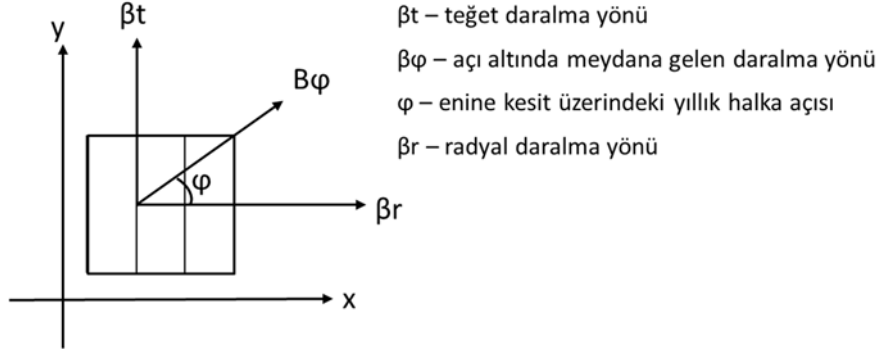 βt
y
Βφ
φ
βr
x
βt – teğet daralma yönü
βφ – açı altında meydana gelen daralma yönü
φ – enine kesit üzerindeki yıllık halka açısı
βr – radyal daralma yönü